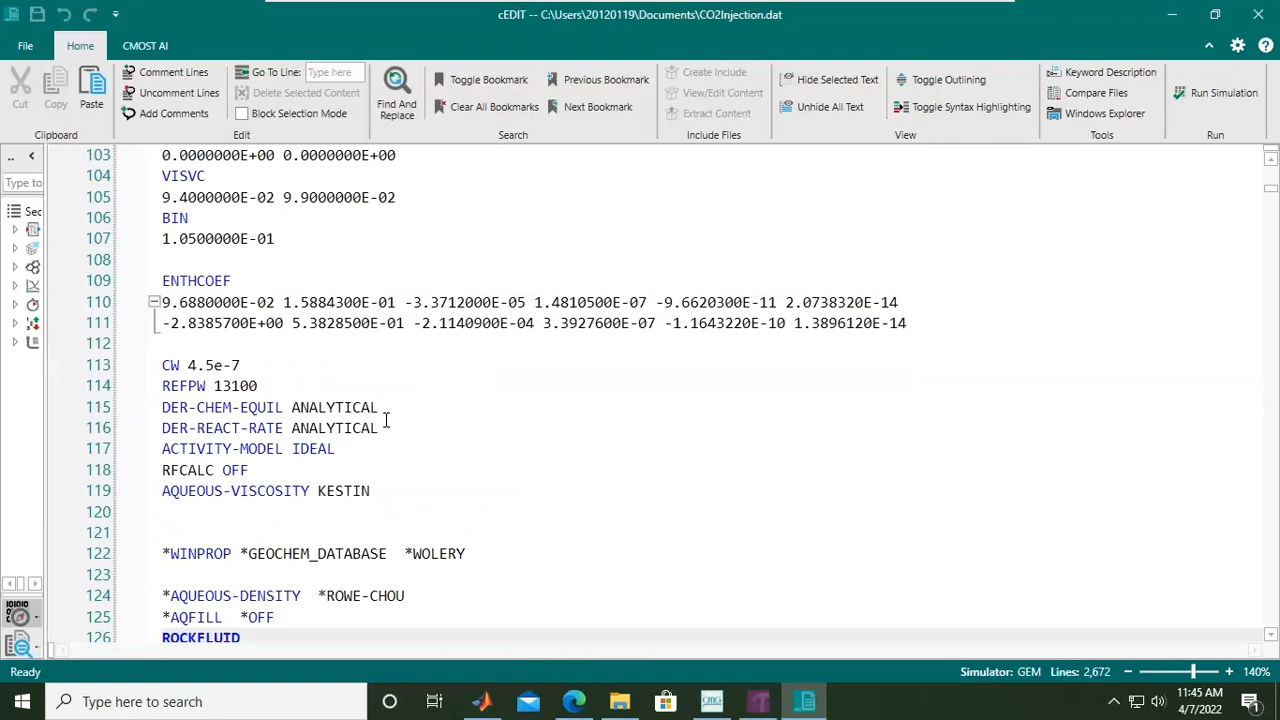 cEDIT -- C:\Users\20120119\Documents\CO2Injection.dat
File Home CMOST AI
Cut Copy Paste
Clipboard
Comment Lines
Uncomment Lines
Add Comments
Go To Line: Type here
Delete Selected Content
Block Selection Mode
Edit
Find And Replace
Toggle Bookmark Previous Bookmark
Clear All Bookmarks Next Bookmark
Search
Create Include
View/Edit Content
Extract Content
Include Files
Hide Selected Text Toggle Outlining
Unhide All Text Toggle Syntax Highlighting
View
Keyword Description
Compare Files
Windows Explorer
Tools
Run Simulation
Run
..
Type to
Sec
103 0.0000000E+00 0.0000000E+00
104 VISVC
105 9.4000000E-02 9.9000000E-02
106 BIN
107 1.0500000E-01
108
109 ENTHCOEF
110 9.6880000E-02 1.5884300E-01 -3.3712000E-05 1.4810500E-07 -9.6620300E-11 2.0738320E-14
111 -2.8385700E+00 5.3828500E-01 -2.1140900E-04 3.3927600E-07 -1.1643220E-10 1.3896120E-14
112
113 CW 4.5e-7
114 REFPW 13100
115 DER-CHEM-EQUIL ANALYTICAL
116 DER-REACT-RATE ANALYTICAL
117 ACTIVITY-MODEL IDEAL
118 RFCALC OFF
119 AQUEOUS-VISCOSITY KESTIN
120
121
122 *WINPROP *GEOCHEM_DATABASE *WOLERY
123
124 *AQUEOUS-DENSITY *ROWE-CHOU
125 *AQFILL *OFF
126 ROCKFLUID
Ready Simulator: GEM Lines: 2,672 140%
Type here to search
11:45 AM
4/7/2022